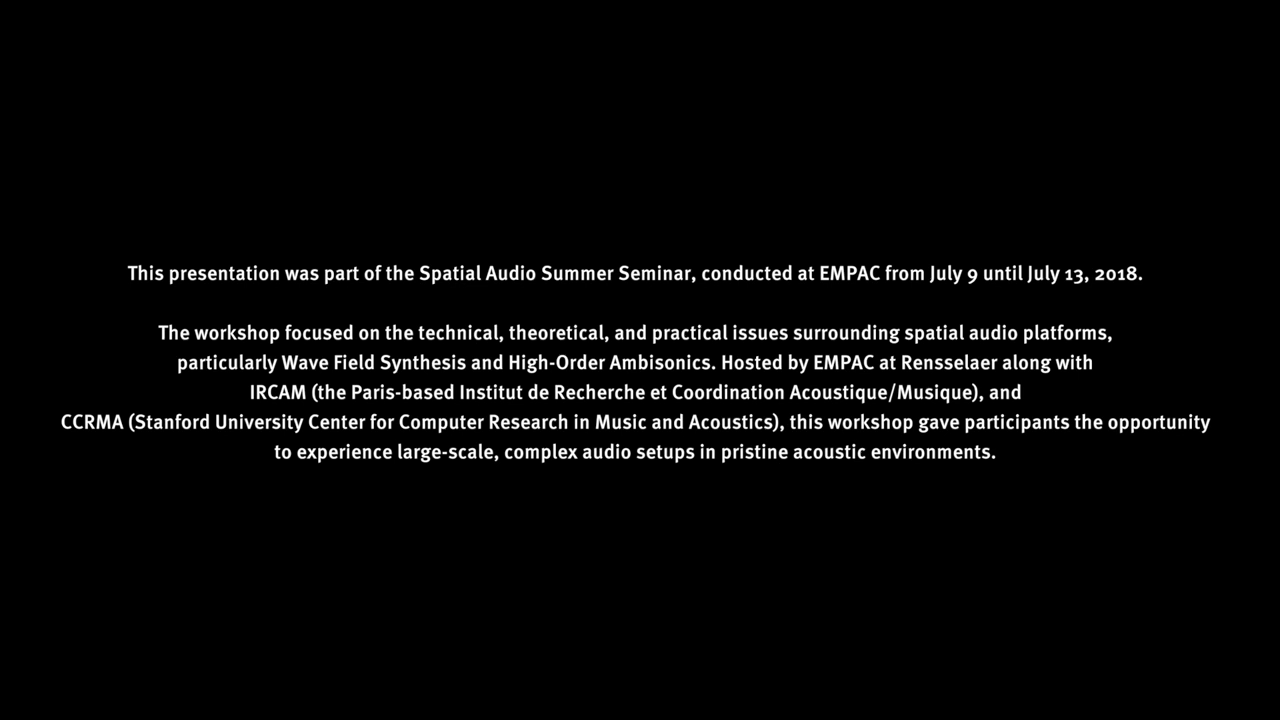 This presentation was part of the Spatial Audio Summer Seminar, conducted at EMPAC from July 9 until July 13, 2018.
The workshop focused on the technical, theoretical, and practical issues surrounding spatial audio platforms,
particularly Wave Field Synthesis and High-Order Ambisonics. Hosted by EMPAC at Rensselaer along with
IRCAM (the Paris-based Institut de Recherche et Coordination Acoustique/Musique), and
CCRMA (Stanford University Center for Computer Research in Music and Acoustics), this workshop gave participants the opportunity
to experience large-scale, complex audio setups in pristine acoustic environments.